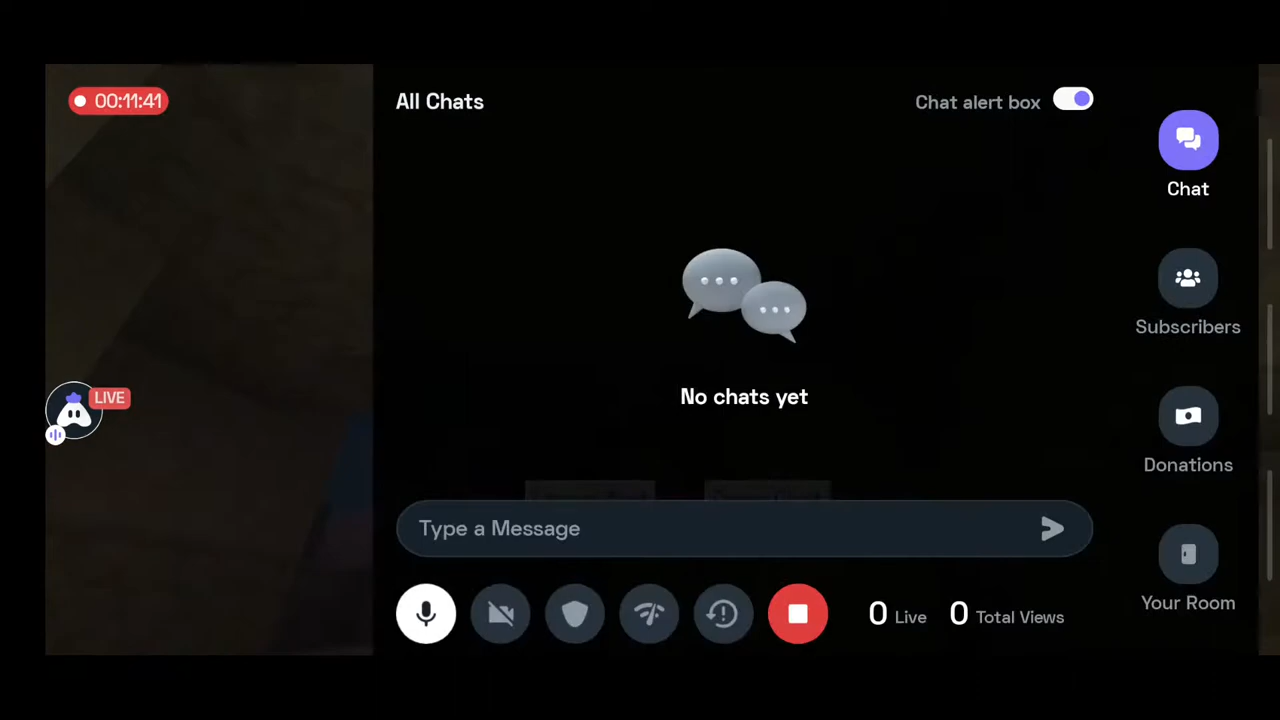 00:11:41
All Chats
Chat alert box
Chat
LIVE
No chats yet
Subscribers
Donations
Type a Message
Your Room
0 Live 0 Total Views